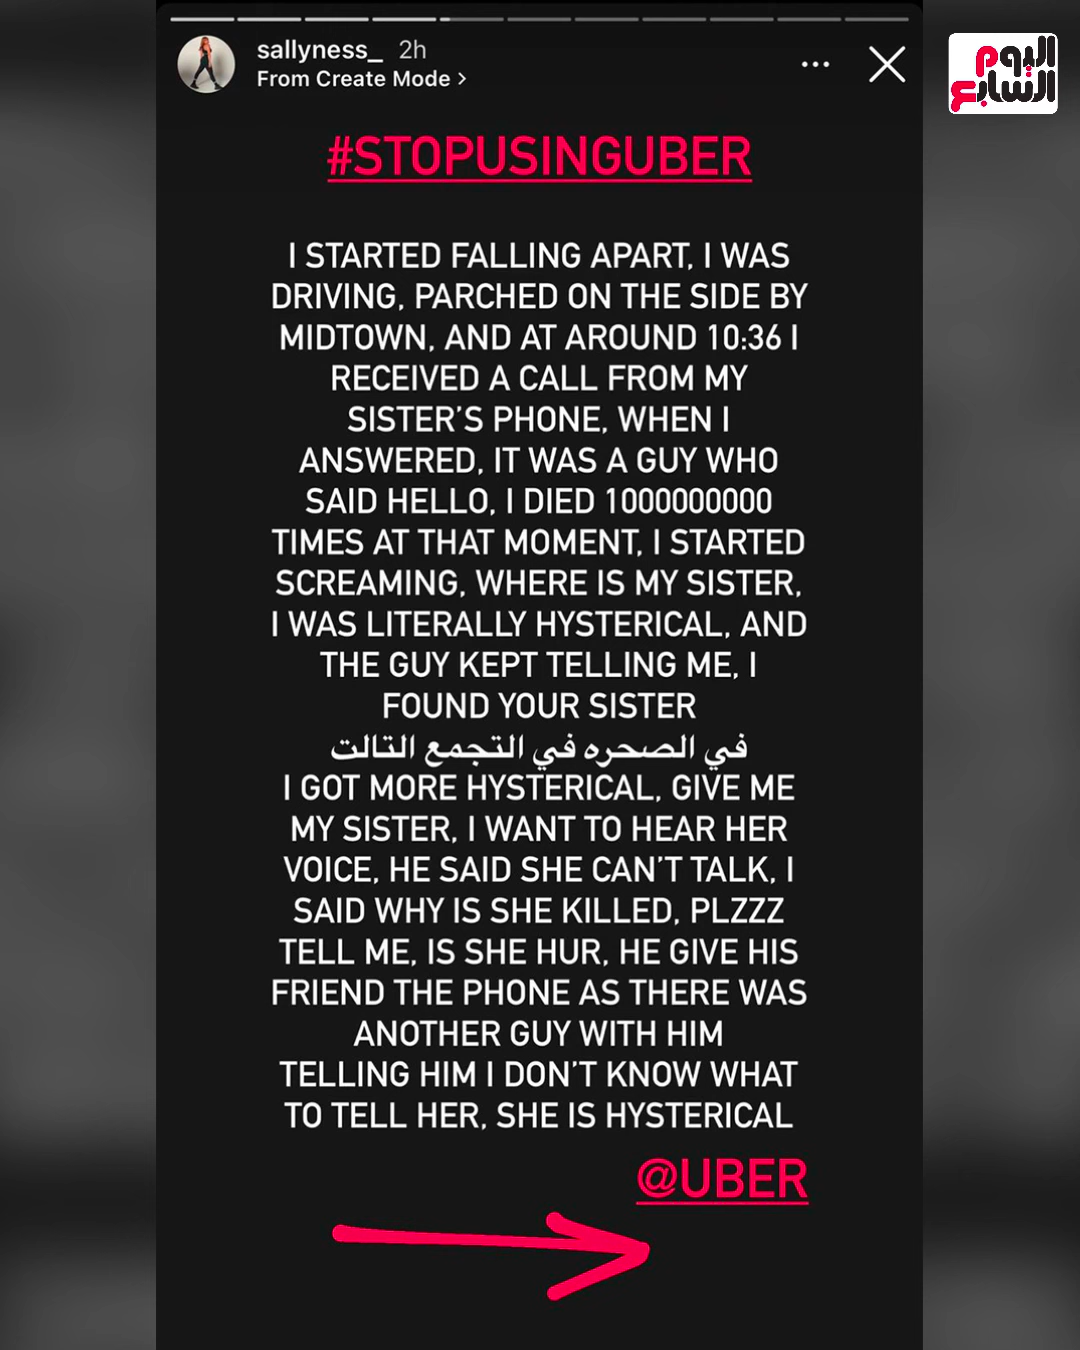 sallyness_ 2h
From Create Mode >
اليوم
السابع
#STOPUSINGUBER
I STARTED FALLING APART, I WAS
DRIVING, PARCHED ON THE SIDE BY
MIDTOWN, AND AT AROUND 10:36 I
RECEIVED A CALL FROM MY
SISTER'S PHONE, WHEN I
ANSWERED, IT WAS A GUY WHO
SAID HELLO, I DIED 1000000000
TIMES AT THAT MOMENT, I STARTED
SCREAMING, WHERE IS MY SISTER,
I WAS LITERALLY HYSTERICAL, AND
THE GUY KEPT TELLING ME, I
FOUND YOUR SISTER
في الصحره في التجمع التالت
I GOT MORE HYSTERICAL, GIVE ME
MY SISTER, I WANT TO HEAR HER
VOICE, HE SAID SHE CAN'T TALK, I
SAID WHY IS SHE KILLED, PLZZZ
TELL ME, IS SHE HUR, HE GIVE HIS
FRIEND THE PHONE AS THERE WAS
ANOTHER GUY WITH HIM
TELLING HIM I DON'T KNOW WHAT
TO TELL HER, SHE IS HYSTERICAL
@UBER